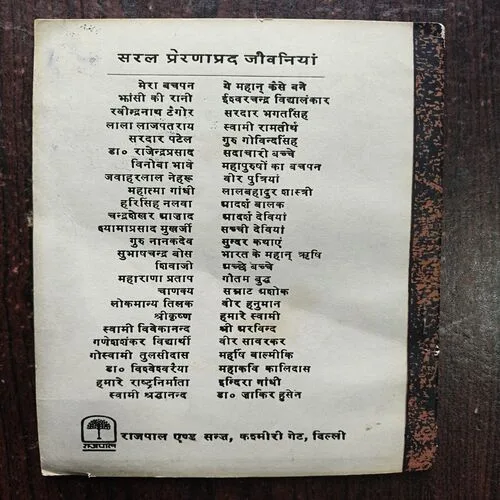 सरल प्रेरणाप्रद जीवनियां
मेरा बचपन ये महान् कैसे बने
झांसी की रानी ईश्वरचन्द्र विद्यालंकार
रवीन्द्रनाथ टैगोर सरदार भगतसिंह
लाला लाजपतराय स्वामी रामतीर्थ
सरदार पटेल गुरु गोविन्दसिंह
डा० राजेन्द्रप्रसाद सदाचारी बच्चे
विनोबा भावे महापुरुषों का बचपन
जवाहरलाल नेहरू वीर पुत्रियां
महात्मा गांधी लालबहादुर शास्त्री
हरिसिंह नलवा आदर्श बालक
चन्द्रशेखर आज़ाद आदर्श देवियां
श्यामाप्रसाद मुखर्जी सच्ची देवियां
गुरु नानकदेव सुन्दर कथाएं
सुभाषचन्द्र बोस भारत के महान् ऋषि
शिवाजी अच्छे बच्चे
महाराणा प्रताप गौतम बुद्ध
चाणक्य सम्राट अशोक
लोकमान्य तिलक वीर हनुमान
श्रीकृष्ण हमारे स्वामी
स्वामी विवेकानन्द श्री अरविन्द
गणेशशंकर विद्यार्थी वीर सावरकर
गोस्वामी तुलसीदास महर्षि वाल्मीकि
डा० विश्वेश्वरैया महाकवि कालिदास
हमारे राष्ट्रनिर्माता इन्दिरा गांधी
स्वामी श्रद्धानन्द डा० ज़ाकिर हुसेन
राजपाल एण्ड सन्ज़, कश्मीरी गेट, दिल्ली
राजपाल